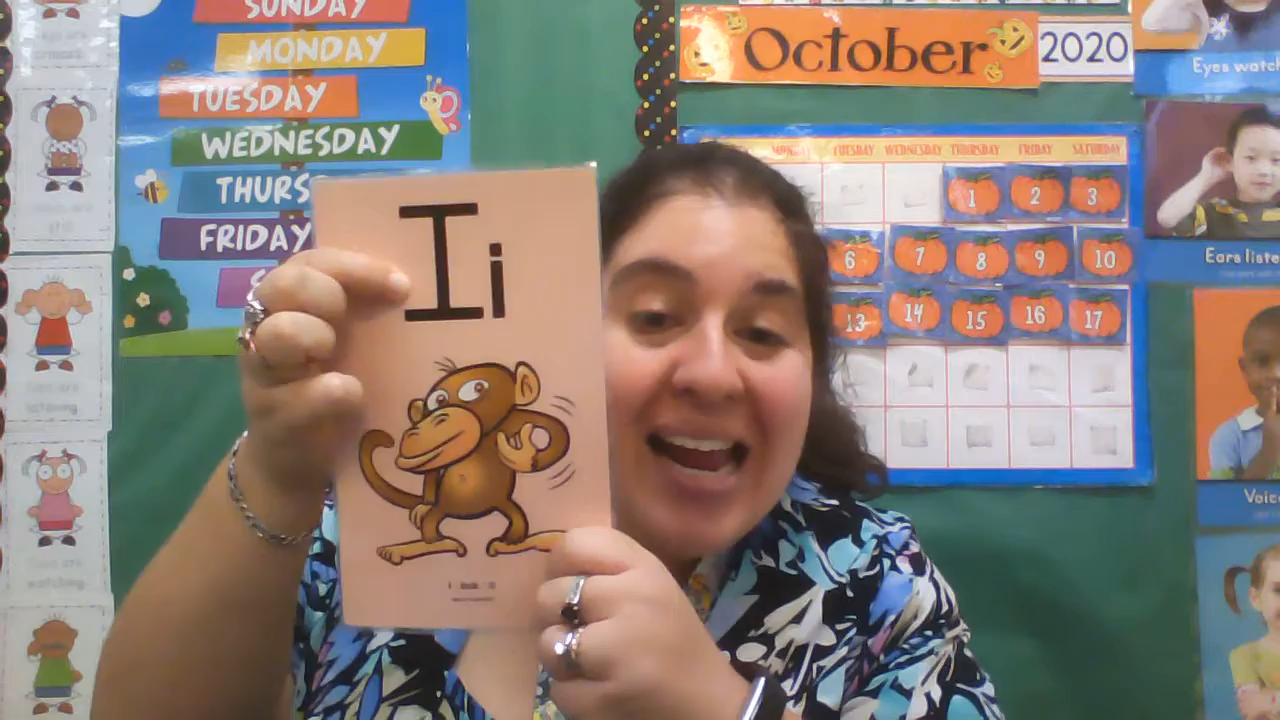 SUNDAY
MONDAY
TUESDAY
WEDNESDAY
THURS
FRIDAY
S
Ii
October 2020
MONDAY TUESDAY WEDNESDAY THURSDAY FRIDAY SATURDAY
1 2 3
6 7 8 9 10
13 14 15 16 17
Eyes watch
Ears liste
Voice